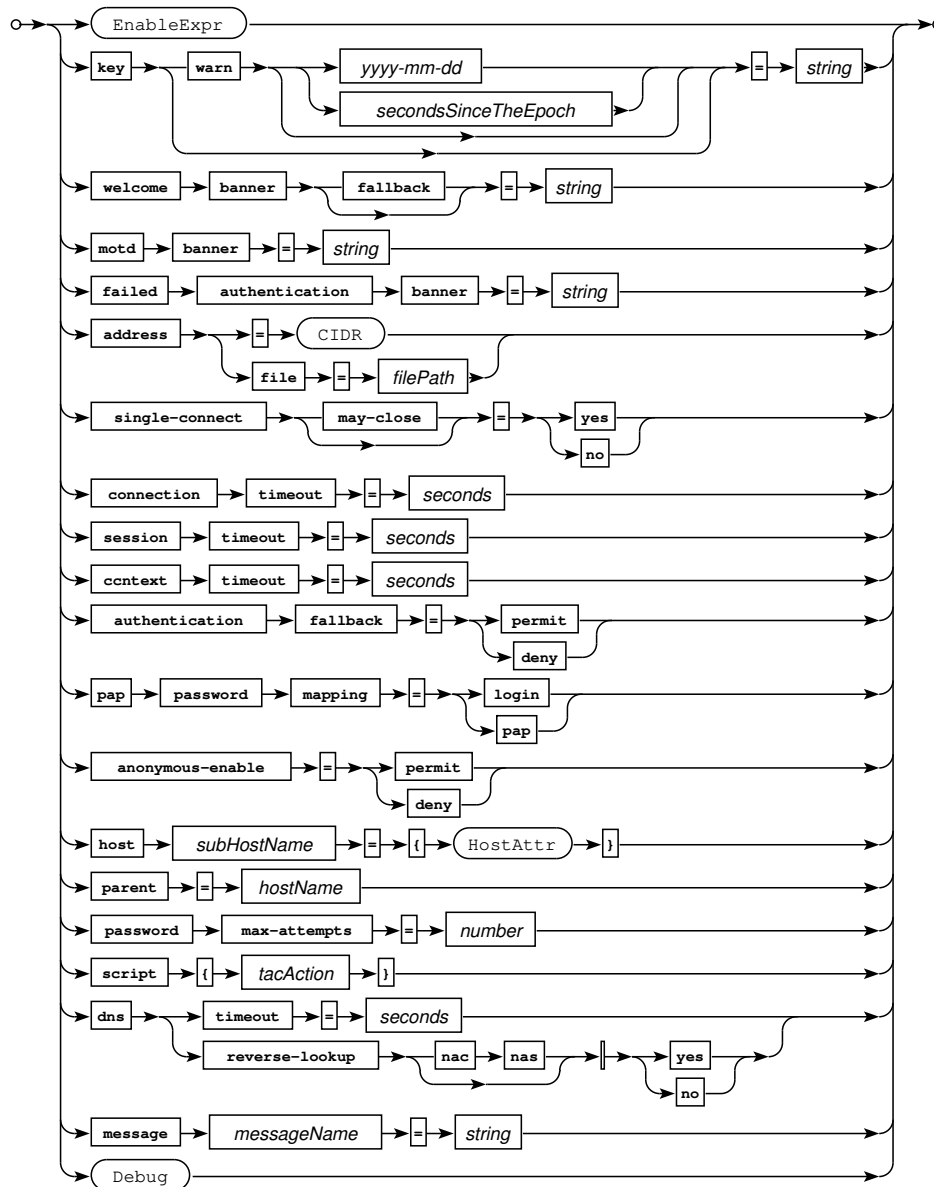 EnableExpr
key warn yyyy-mm-dd = string
secondsSinceTheEpoch
welcome banner fallback = string
motd banner = string
failed authentication banner = string
address = CIDR
file = filePath
single-connect may-close = yes
no
connection timeout = seconds
session timeout = seconds
ccntext timeout = seconds
authentication fallback = permit
deny
pap password mapping = login
pap
anonymous-enable = permit
deny
host subHostName = { HostAttr }
parent = hostName
password max-attempts = number
script { tacAction }
dns timeout = seconds
reverse-lookup nac nas yes
no
message messageName = string
Debug